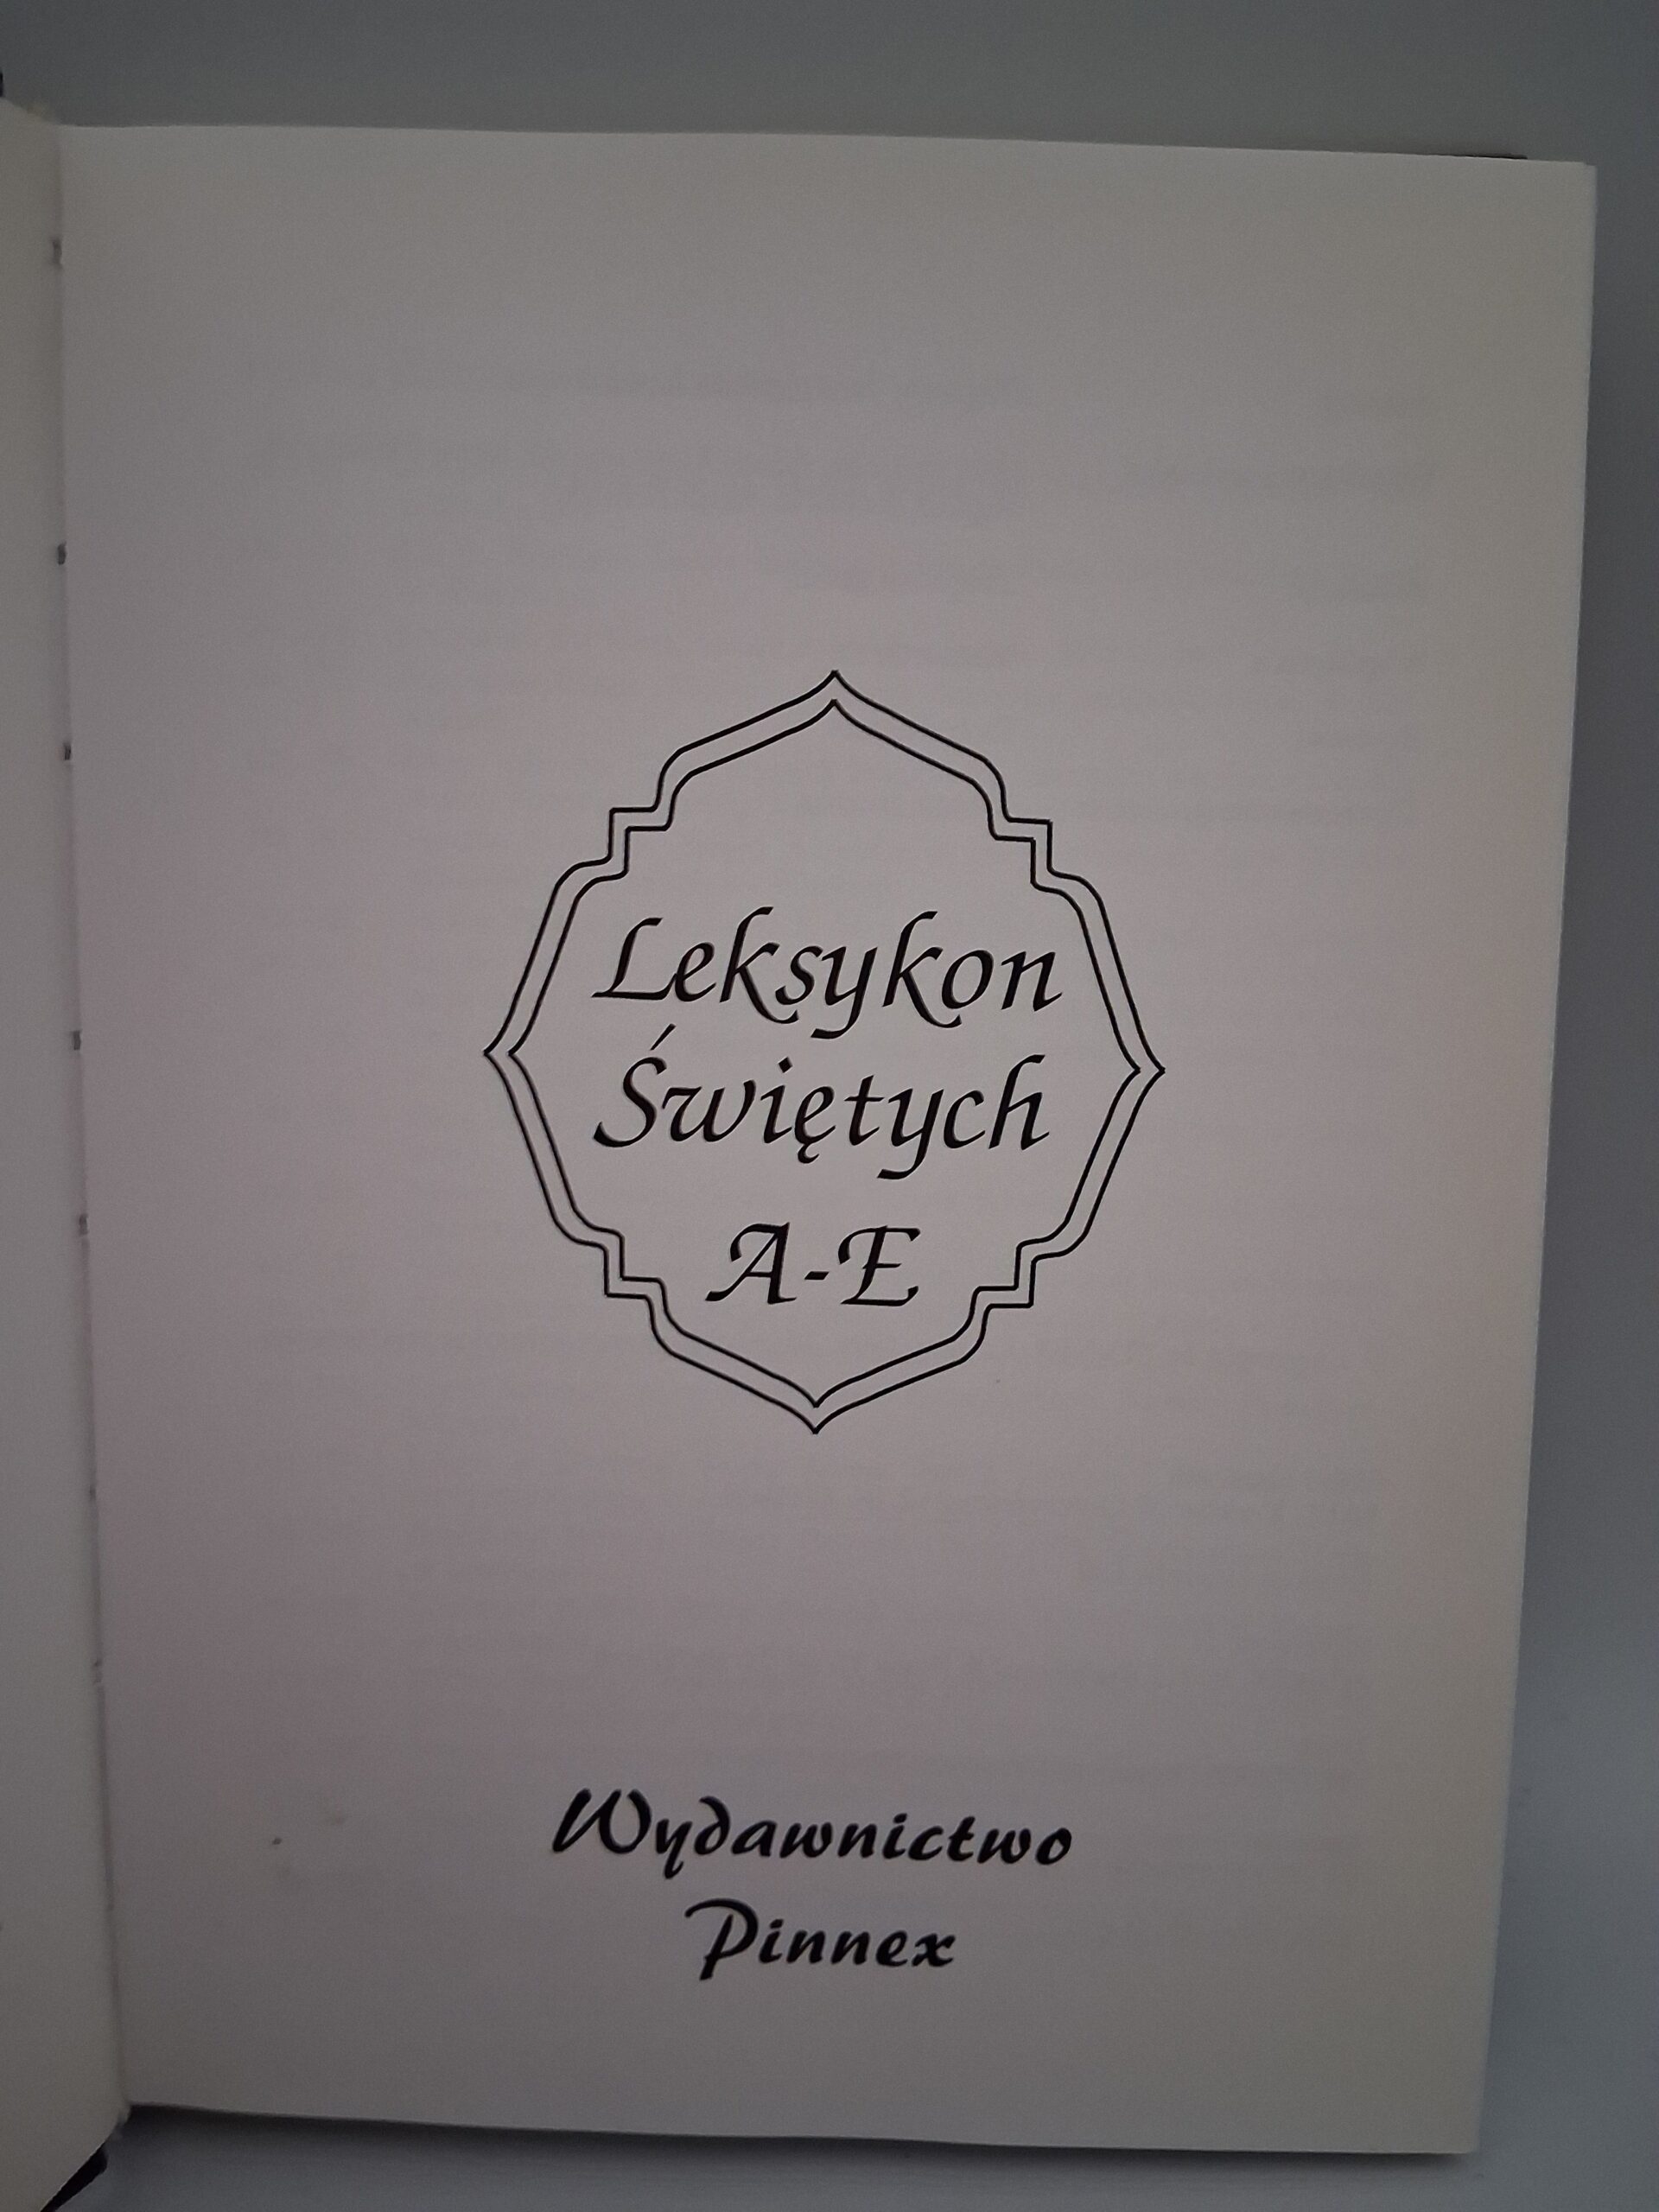 Leksykon
Świętych
A-E
Wydawnictwo
Pinnex